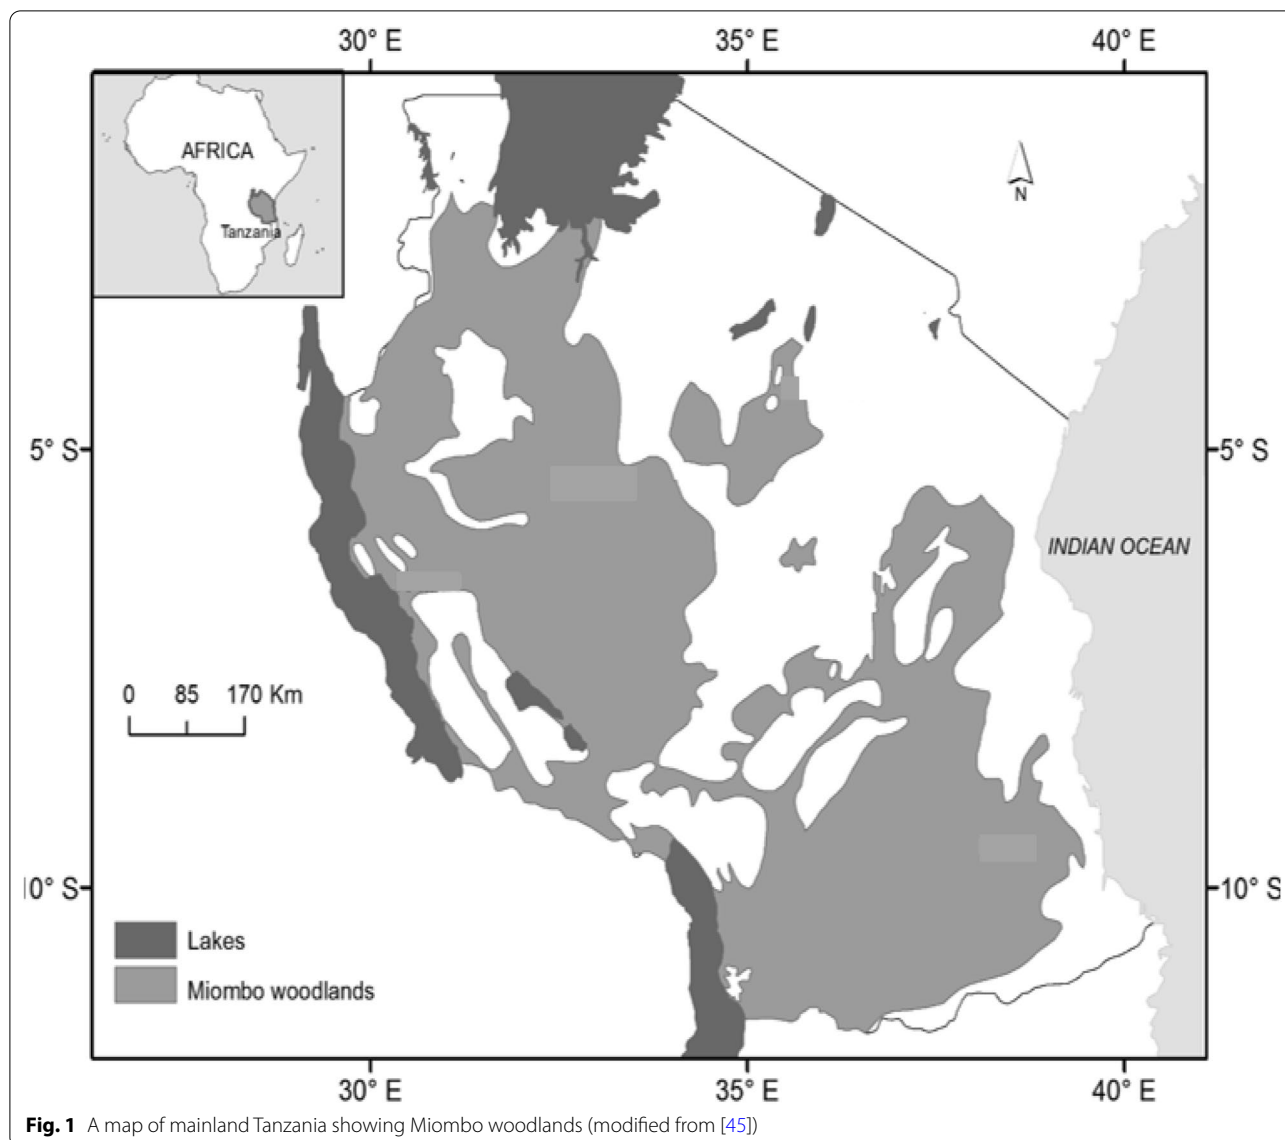 30° E 35° E 40° E
AFRICA
Tanzania
N
5° S 5° S
INDIAN OCEAN
0 85 170 Km
10° S 10° S
Lakes
Miombo woodlands
30° E 35° E 40° E
Fig. 1 A map of mainland Tanzania showing Miombo woodlands (modified from [45])